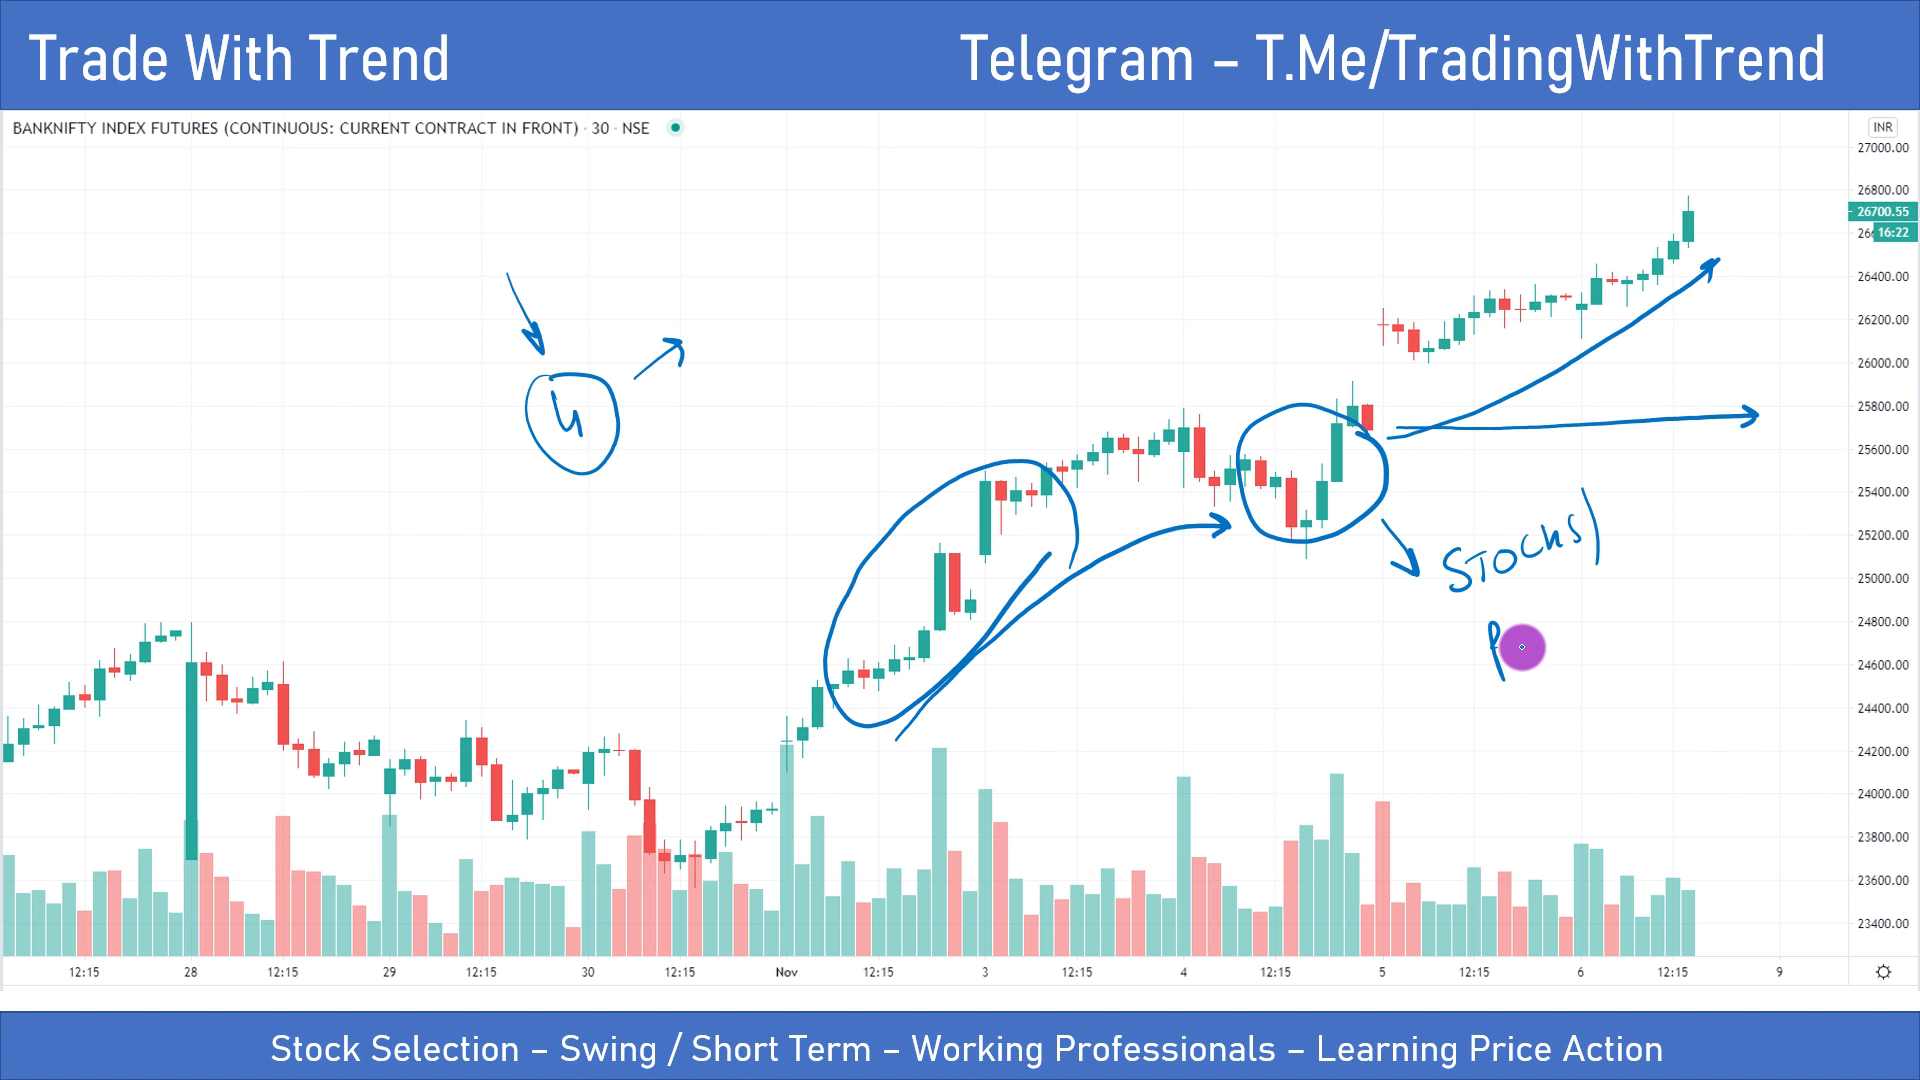 Trade With Trend
Telegram – T.Me/TradingWithTrend
BANKNIFTY INDEX FUTURES (CONTINUOUS: CURRENT CONTRACT IN FRONT) · 30 · NSE
INR
27000.00
26800.00
26700.55
16:22
26400.00
26200.00
26000.00
25800.00
25600.00
25400.00
25200.00
25000.00
24800.00
24600.00
24400.00
24200.00
24000.00
23800.00
23600.00
23400.00
STOCKS)
12:15 28 12:15 29 12:15 30 12:15 Nov 12:15 3 12:15 4 12:15 5 12:15 6 12:15 9
Stock Selection – Swing / Short Term – Working Professionals – Learning Price Action